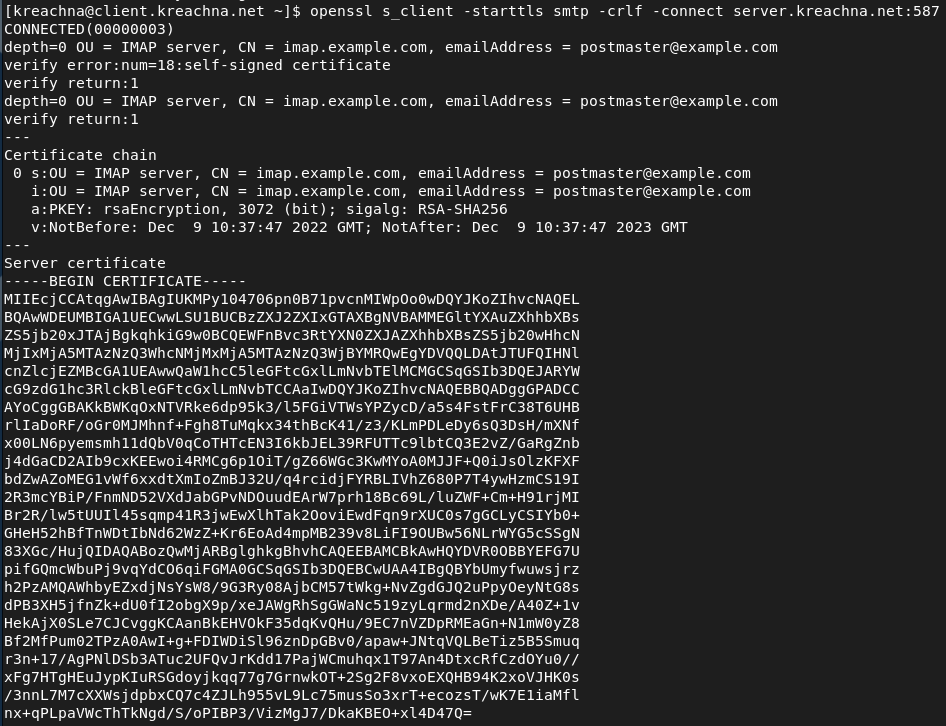 [kreachna@client.kreachna.net ~]$ openssl s_client -starttls smtp -crlf -connect server.kreachna.net:587
CONNECTED(00000003)
depth=0 OU = IMAP server, CN = imap.example.com, emailAddress = postmaster@example.com
verify error:num=18:self-signed certificate
verify return:1
depth=0 OU = IMAP server, CN = imap.example.com, emailAddress = postmaster@example.com
verify return:1
---
Certificate chain
 0 s:OU = IMAP server, CN = imap.example.com, emailAddress = postmaster@example.com
   i:OU = IMAP server, CN = imap.example.com, emailAddress = postmaster@example.com
   a:PKEY: rsaEncryption, 3072 (bit); sigalg: RSA-SHA256
   v:NotBefore: Dec  9 10:37:47 2022 GMT; NotAfter: Dec  9 10:37:47 2023 GMT
---
Server certificate
-----BEGIN CERTIFICATE-----
MIIEcjCCAtqgAwIBAgIUKMPy104706pn0B71pvcnMIWpOo0wDQYJKoZIhvcNAQEL
BQAwWDEUMBIGA1UECwwLSU1BUCBzZXJ2ZXIxGTAXBgNVBAMMEGltYXAuZXhhbXBs
ZS5jb20xJTAjBgkqhkiG9w0BCQEWFnBvc3RtYXN0ZXJAZXhhbXBsZS5jb20wHhcN
MjIxMjA5MTAzNzQ3WhcNMjMxMjA5MTAzNzQ3WjBYMRQwEgYDVQQLDAtJTUFQIHNl
cnZlcjEZMBcGA1UEAwwQaW1hcC5leGFtcGxlLmNvbTElMCMGCSqGSIb3DQEJARYW
cG9zdG1hc3RlckBleGFtcGxlLmNvbTCCAaIwDQYJKoZIhvcNAQEBBQADggGPADCC
AYoCggGBAKkBWKqOxNTVRke6dp95k3/l5FGiVTWsYPZycD/a5s4FstFrC38T6UHB
rlIaDoRF/oGr0MJMhnf+Fgh8TuMqkx34thBcK41/z3/KLmPDLeDy6sQ3DsH/mXNf
x00LN6pyemsmh11dQbV0qCoTHTcEN3I6kbJEL39RFUTTc9lbtCQ3E2vZ/GaRgZnb
j4dGaCD2AIb9cxKEEwoi4RMCg6p1OiT/gZ66WGc3KwMYoA0MJJF+Q0iJsOlzKFXF
bdZwAZoMEG1vWf6xxdtXmIoZmBJ32U/q4rcidjFYRBLIVhZ680P7T4ywHzmCS19I
2R3mcYBiP/FnmND52VXdJabGPvNDOuudEArW7prh18Bc69L/luZWF+Cm+H91rjMI
Br2R/lw5tUUIl45sqmp41R3jwEwXlhTak2OoviEwdFqn9rXUC0s7gGCLyCSIYb0+
GHeH52hBfTnWDtIbNd62WzZ+Kr6EoAd4mpMB239v8LiFI9OUBw56NLrWYG5cSSgN
83XGc/HujQIDAQABozQwMjARBglghkgBhvhCAQEEBAMCBkAwHQYDVR0OBBYEFG7U
pifGQmcWbuPj9vqYdCO6qiFGMA0GCSqGSIb3DQEBCwUAA4IBgQBYbUmyfwuwsjrz
h2PzAMQAWhbyEZxdjNsYsW8/9G3Ry08AjbCM57tWkg+NvZgdGJQ2uPpyOeyNtG8s
dPB3XH5jfnZk+dU0fI2obgX9p/xeJAWgRhSgGWaNc519zyLqrmd2nXDe/A40Z+1v
HekAjX0SLe7CJCvggKCAanBkEHVOkF35dqKvQHu/9EC7nVZDpRMEaGn+N1mW0yZ8
Bf2MfPum02TPzA0AwI+g+FDIWDiSl96znDpGBv0/apaw+JNtqVQLBeTiz5B5Smuq
r3n+17/AgPNlDSb3ATuc2UFQvJrKdd17PajWCmuhqx1T97An4DtxcRfCzdOYu0//
xFg7HTgHEuJypKIuRSGdoyjkqq77g7GrnwkOT+2Sg2F8vxoEXQHB94K2xoVJHK0s
/3nnL7M7cXXWsjdpbxCQ7c4ZJLh955vL9Lc75musSo3xrT+ecozsT/wK7E1iaMfl
nx+qPLpaVWcThTkNgd/S/oPIBP3/VizMgJ7/DkaKBEO+xl4D47Q=